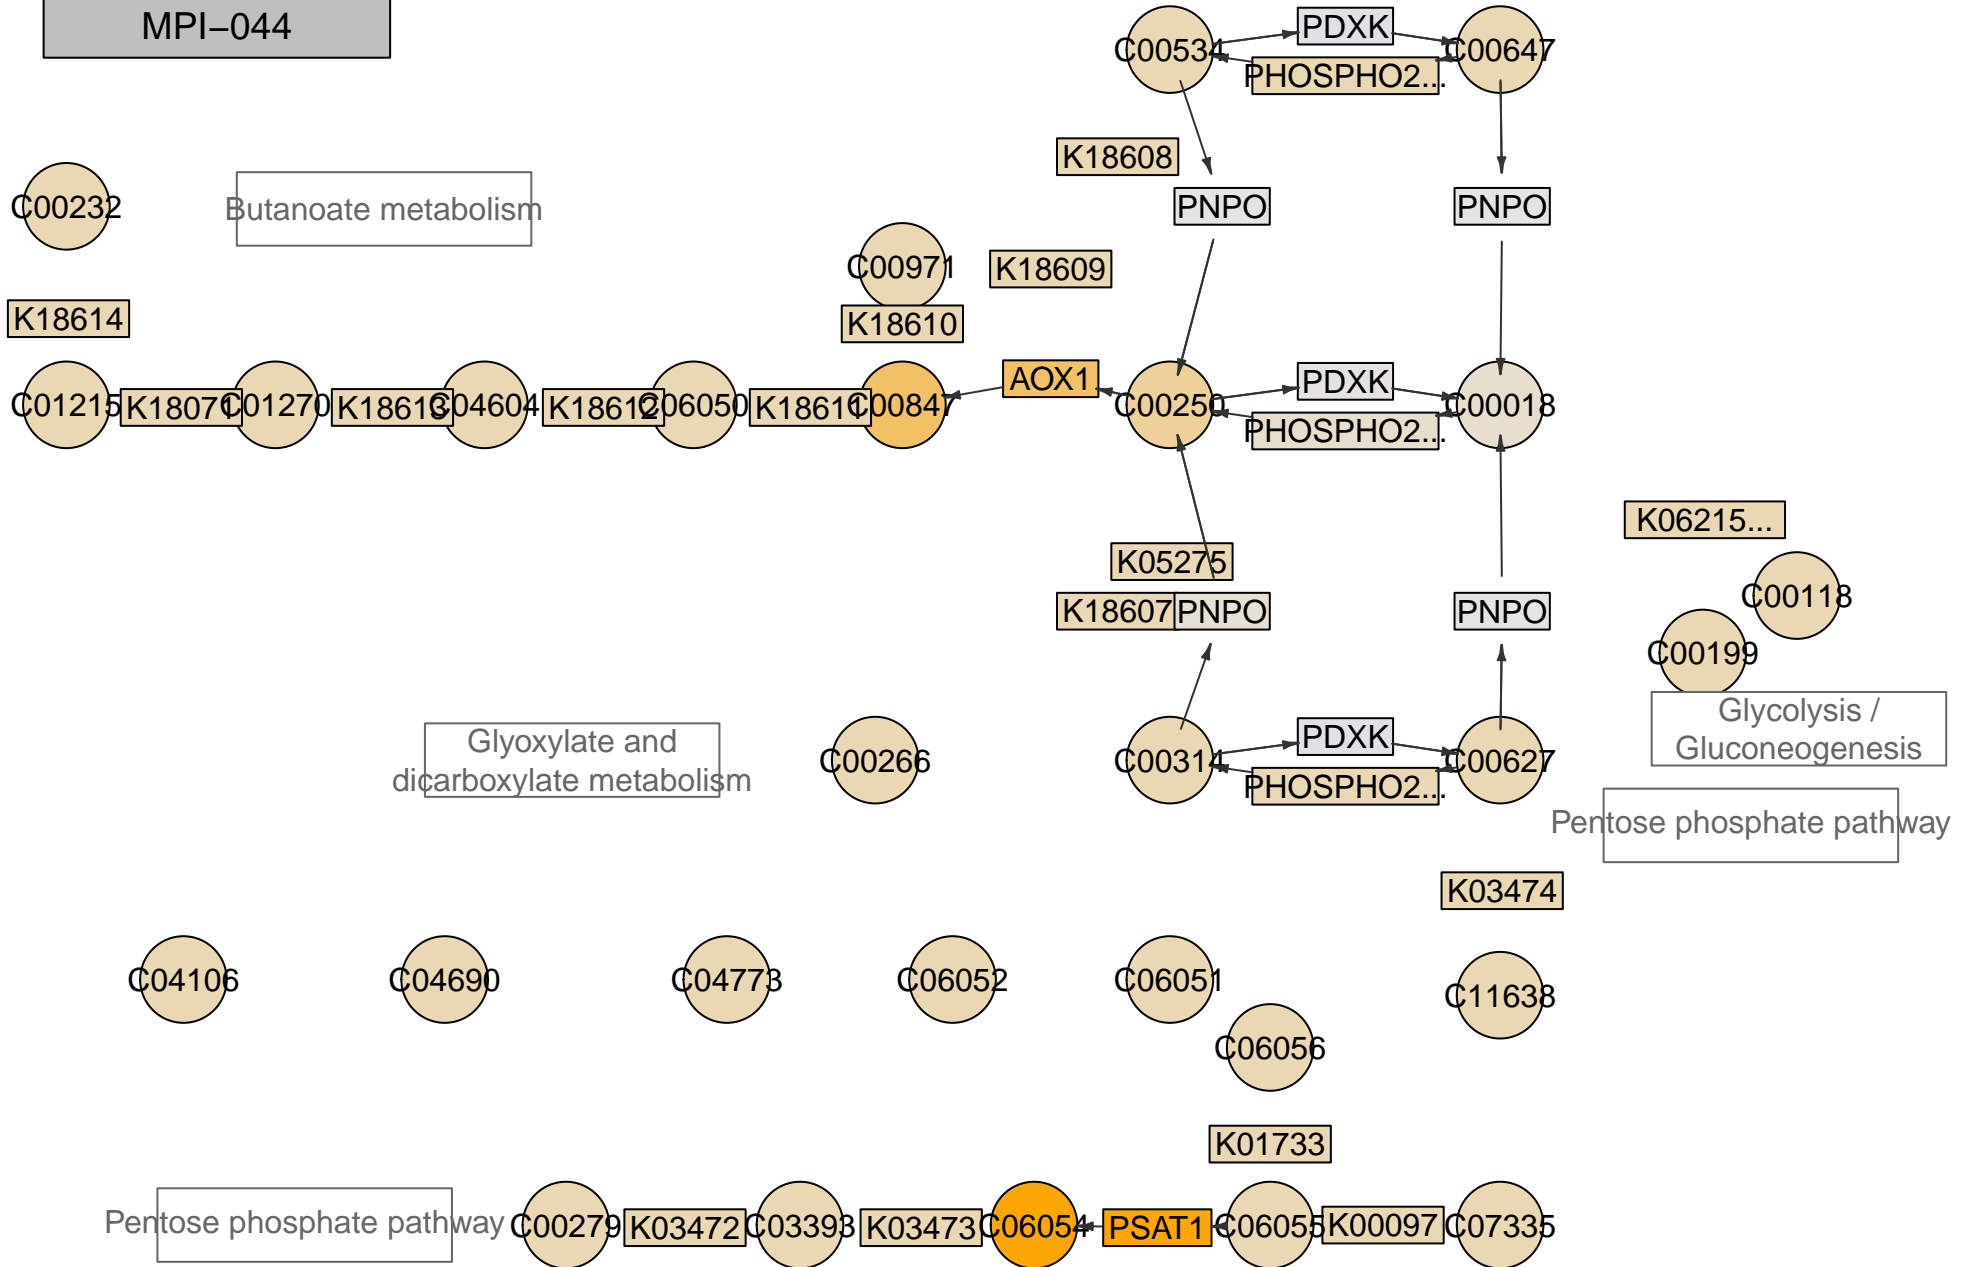 MPI−044
C00534
PDXK
C00647
PHOSPHO2...
K18608
C00232
Butanoate metabolism
PNPO
PNPO
C00971
K18609
K18614
K18610
C01215
K18071
C01270
K18613
C04604
K18612
C06050
K18611
C00847
AOX1
C00250
PDXK
C00018
PHOSPHO2...
K06215...
K05275
C00118
K18607
PNPO
PNPO
C00199
Glycolysis /
Gluconeogenesis
Glyoxylate and
dicarboxylate metabolism
C00266
C00314
PDXK
C00627
PHOSPHO2...
Pentose phosphate pathway
K03474
C04106
C04690
C04773
C06052
C06051
C11638
C06056
K01733
Pentose phosphate pathway
C00279
K03472
C03393
K03473
C06054
PSAT1
C06055
K00097
C07335